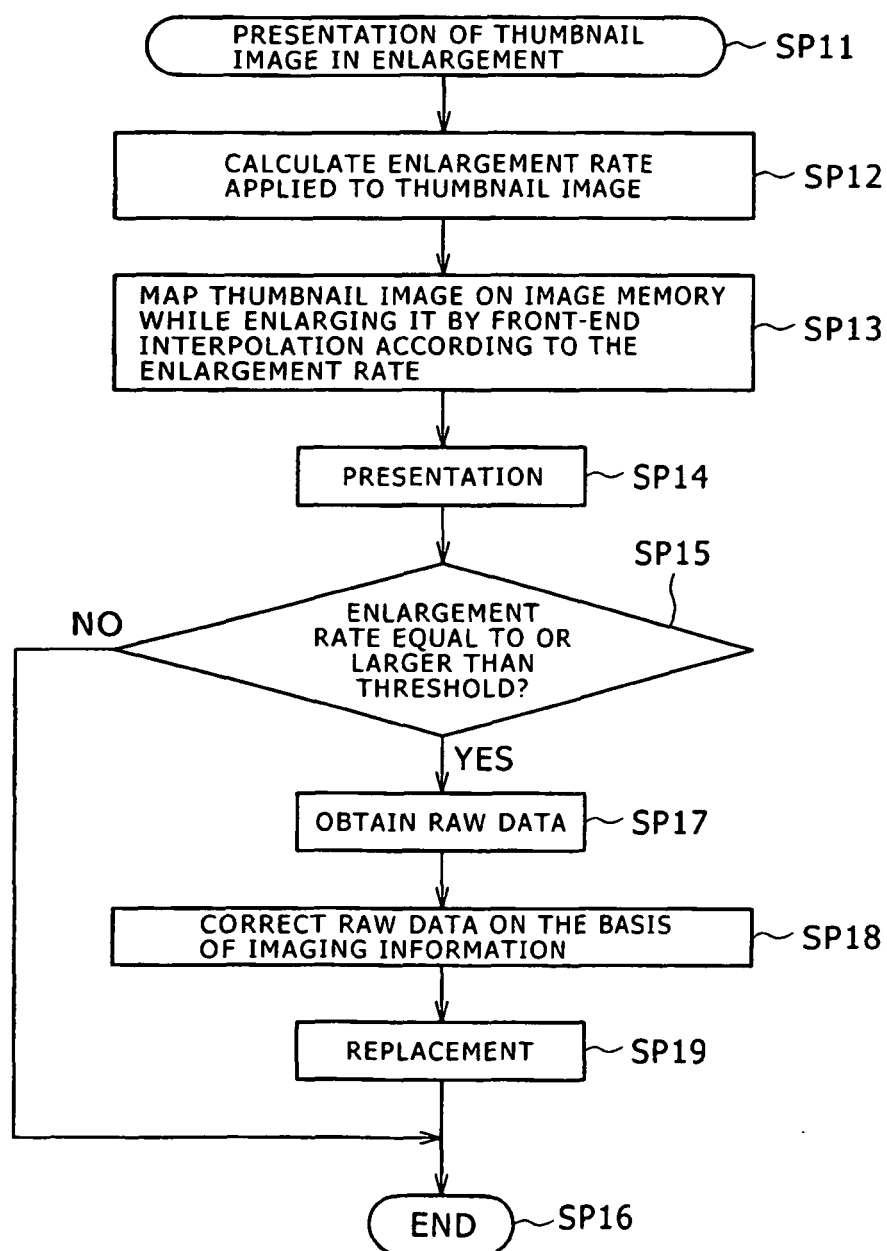 PRESENTATION OF THUMBNAIL
IMAGE IN ENLARGEMENT
SP11
CALCULATE ENLARGEMENT RATE
APPLIED TO THUMBNAIL IMAGE
SP12
MAP THUMBNAIL IMAGE ON IMAGE MEMORY
WHILE ENLARGING IT BY FRONT-END
INTERPOLATION ACCORDING TO THE
ENLARGEMENT RATE
SP13
PRESENTATION
SP14
SP15
ENLARGEMENT
RATE EQUAL TO OR
LARGER THAN
THRESHOLD?
NO
YES
OBTAIN RAW DATA
SP17
CORRECT RAW DATA ON THE BASIS
OF IMAGING INFORMATION
SP18
REPLACEMENT
SP19
END
SP16